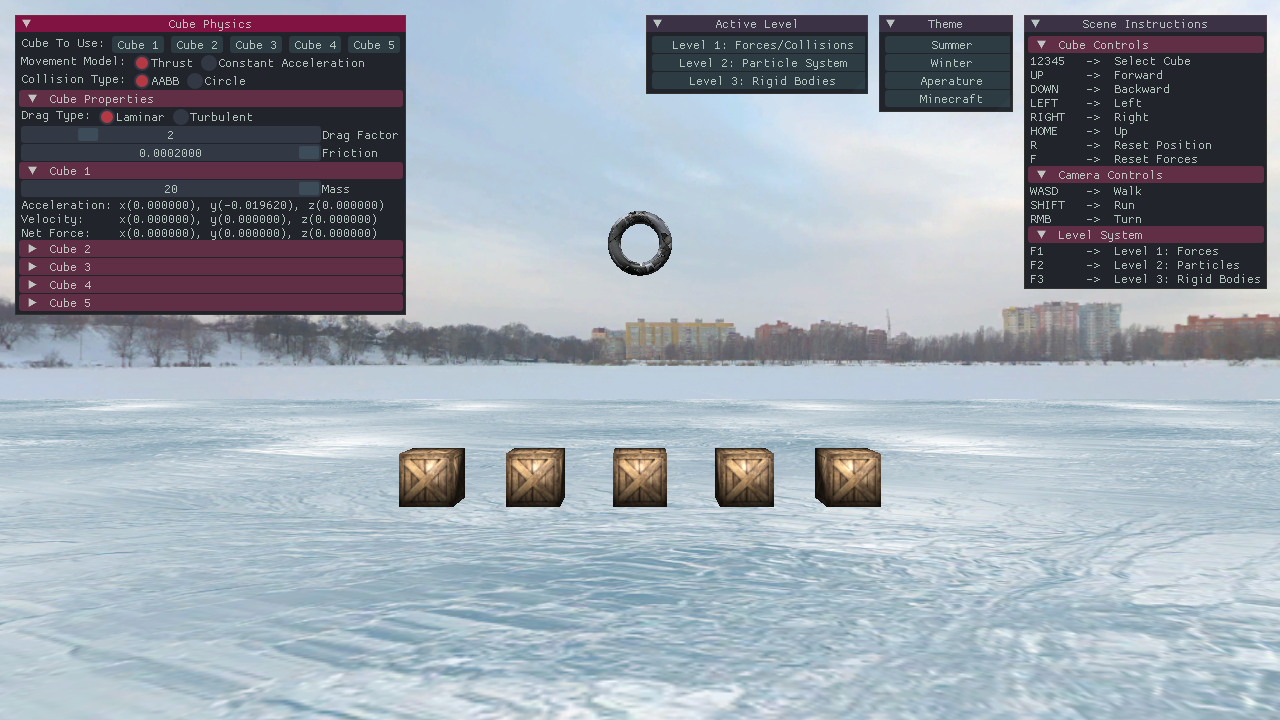 Cube Physics
Cube To Use: Cube 1 Cube 2 Cube 3 Cube 4 Cube 5
Movement Model: Thrust Constant Acceleration
Collision Type: AABB Circle
Cube Properties
Drag Type: Laminar Turbulent
2 Drag Factor
0.0002000 Friction
Cube 1
20 Mass
Acceleration: x(0.000000), y(-0.019620), z(0.000000)
Velocity: x(0.000000), y(0.000000), z(0.000000)
Net Force: x(0.000000), y(0.000000), z(0.000000)
Cube 2
Cube 3
Cube 4
Cube 5
Active Level
Level 1: Forces/Collisions
Level 2: Particle System
Level 3: Rigid Bodies
Theme
Summer
Winter
Aperature
Minecraft
Scene Instructions
Cube Controls
12345 -> Select Cube
UP -> Forward
DOWN -> Backward
LEFT -> Left
RIGHT -> Right
HOME -> Up
R -> Reset Position
F -> Reset Forces
Camera Controls
WASD -> Walk
SHIFT -> Run
RMB -> Turn
Level System
F1 -> Level 1: Forces
F2 -> Level 2: Particles
F3 -> Level 3: Rigid Bodies